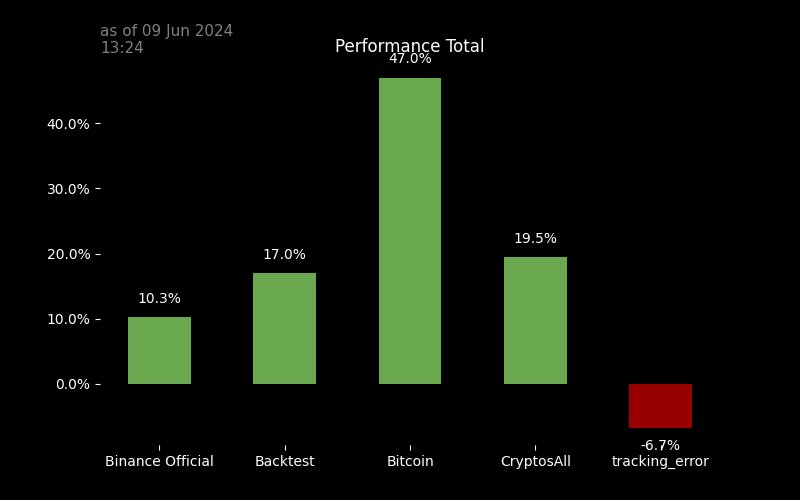 as of 09 Jun 2024
13:24
Performance Total
47.0%
40.0%
30.0%
20.0%
10.0%
0.0%
10.3%
17.0%
19.5%
-6.7%
Binance Official
Backtest
Bitcoin
CryptosAll
tracking_error